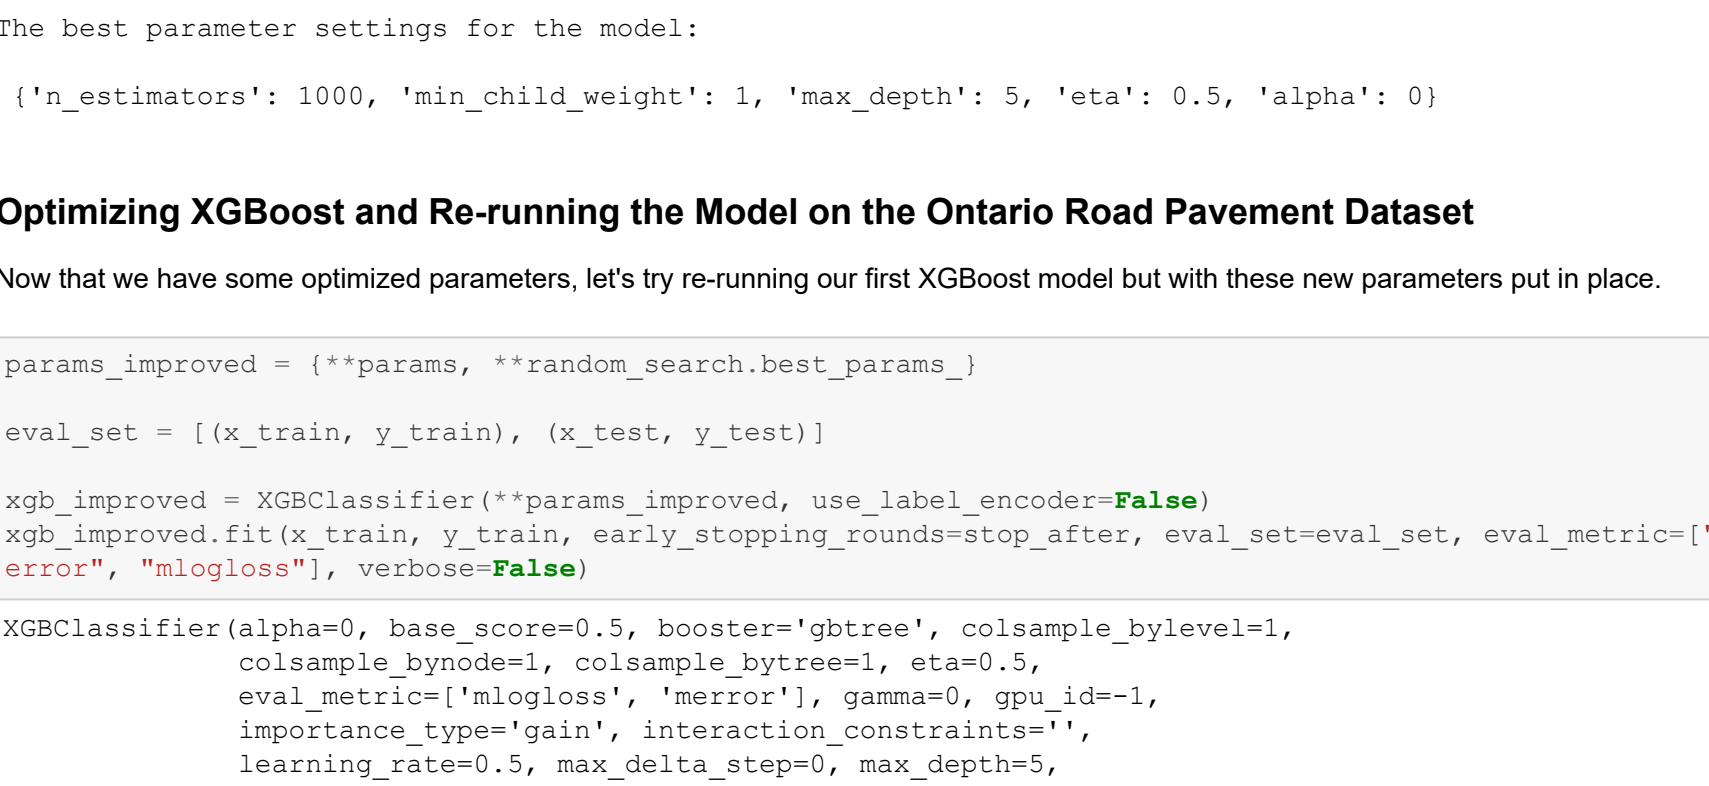 The best parameter settings for the model:
{'n_estimators': 1000, 'min_child_weight': 1, 'max_depth': 5, 'eta': 0.5, 'alpha': 0}
Optimizing XGBoost and Re-running the Model on the Ontario Road Pavement Dataset
Now that we have some optimized parameters, let's try re-running our first XGBoost model but with these new parameters put in place.
params_improved = {**params, **random_search.best_params_}
eval_set = [(x_train, y_train), (x_test, y_test)]
xgb_improved = XGBClassifier(**params_improved, use_label_encoder=False)
xgb_improved.fit(x_train, y_train, early_stopping_rounds=stop_after, eval_set=eval_set, eval_metric=["
error", "mlogloss"], verbose=False)
XGBClassifier(alpha=0, base_score=0.5, booster='gbtree', colsample_bylevel=1,
colsample_bynode=1, colsample_bytree=1, eta=0.5,
eval_metric=['mlogloss', 'merror'], gamma=0, gpu_id=-1,
importance_type='gain', interaction_constraints='',
learning_rate=0.5, max_delta_step=0, max_depth=5,